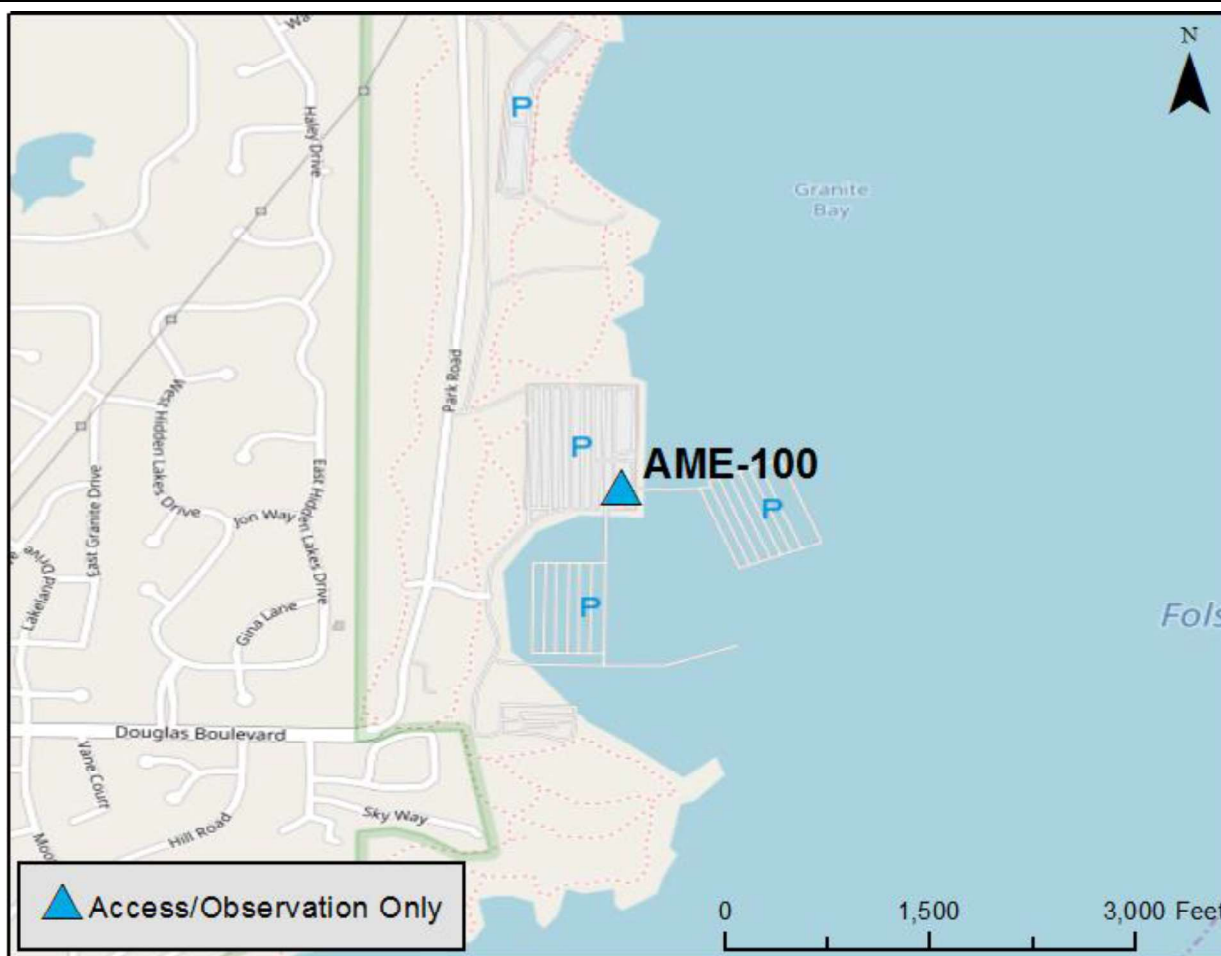 N
P
Haley Drive
Granite
Bay
Park Road
West Hidden Lakes Drive
P
AME-100
East Granite Drive
Jon Way
East Hidden Lakes Drive
P
Lakeland Drive
Gina Lane
P
Fols
Douglas Boulevard
Vane Court
Sky Way
Hill Road
Access/Observation Only
0 1,500 3,000 Feet